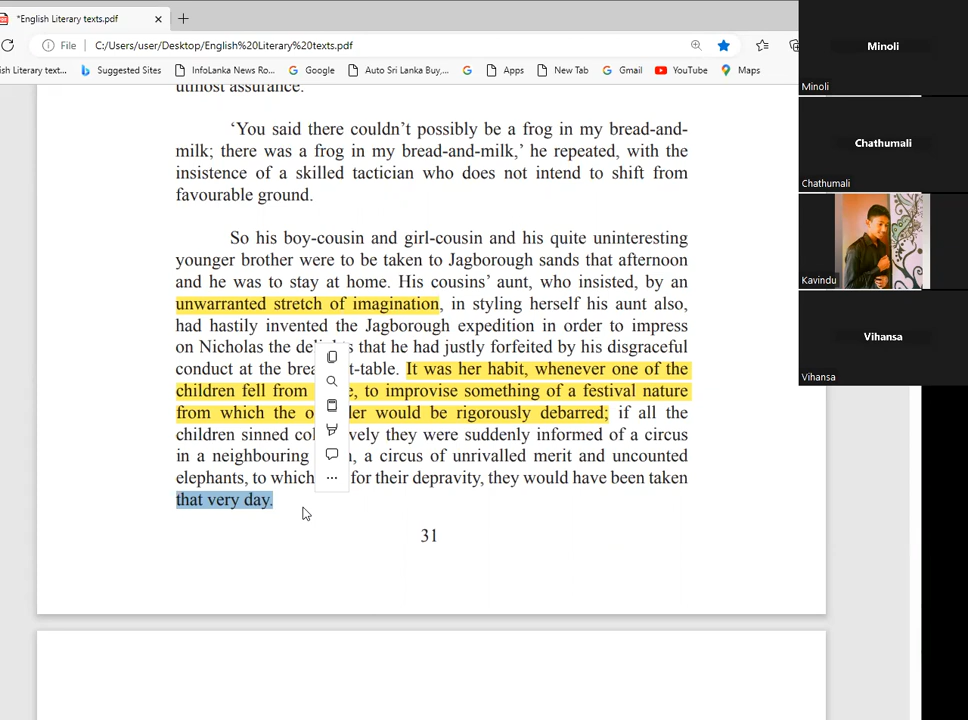 *English Literary texts.pdf
File C:/Users/user/Desktop/English%20Literary%20texts.pdf
ish Literary text... Suggested Sites InfoLanka News Ro... Google Auto Sri Lanka Buy,... Apps New Tab Gmail YouTube Maps
utmost assurance.
‘You said there couldn’t possibly be a frog in my bread-and-
milk; there was a frog in my bread-and-milk,’ he repeated, with the
insistence of a skilled tactician who does not intend to shift from
favourable ground.
So his boy-cousin and girl-cousin and his quite uninteresting
younger brother were to be taken to Jagborough sands that afternoon
and he was to stay at home. His cousins’ aunt, who insisted, by an
unwarranted stretch of imagination, in styling herself his aunt also,
had hastily invented the Jagborough expedition in order to impress
on Nicholas the de s that he had justly forfeited by his disgraceful
conduct at the brea t-table. It was her habit, whenever one of the
children fell from e, to improvise something of a festival nature
from which the o der would be rigorously debarred; if all the
children sinned col vely they were suddenly informed of a circus
in a neighbouring , a circus of unrivalled merit and uncounted
elephants, to which for their depravity, they would have been taken
that very day.
31
Minoli
Minoli
Chathumali
Chathumali
Kavindu
Vihansa
Vihansa